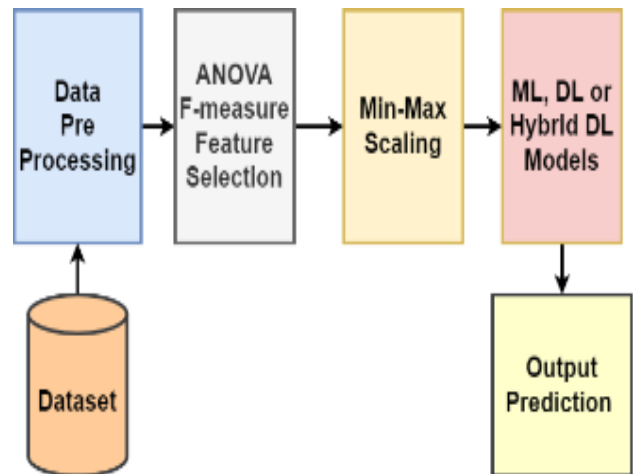 Data
Pre
Processing
ANOVA
F-measure
Feature
Selection
Min-Max
Scaling
ML, DL or
Hybrid DL
Models
Dataset
Output
Prediction